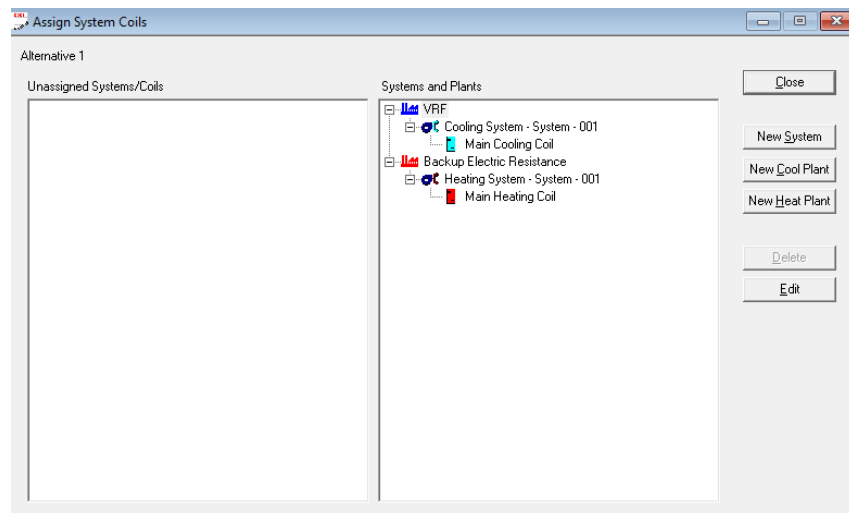 Assign System Coils
Alternative 1
Unassigned Systems/Coils
Systems and Plants
VRF
Cooling System - System - 001
Main Cooling Coil
Backup Electric Resistance
Heating System - System - 001
Main Heating Coil
Close
New System
New Cool Plant
New Heat Plant
Delete
Edit